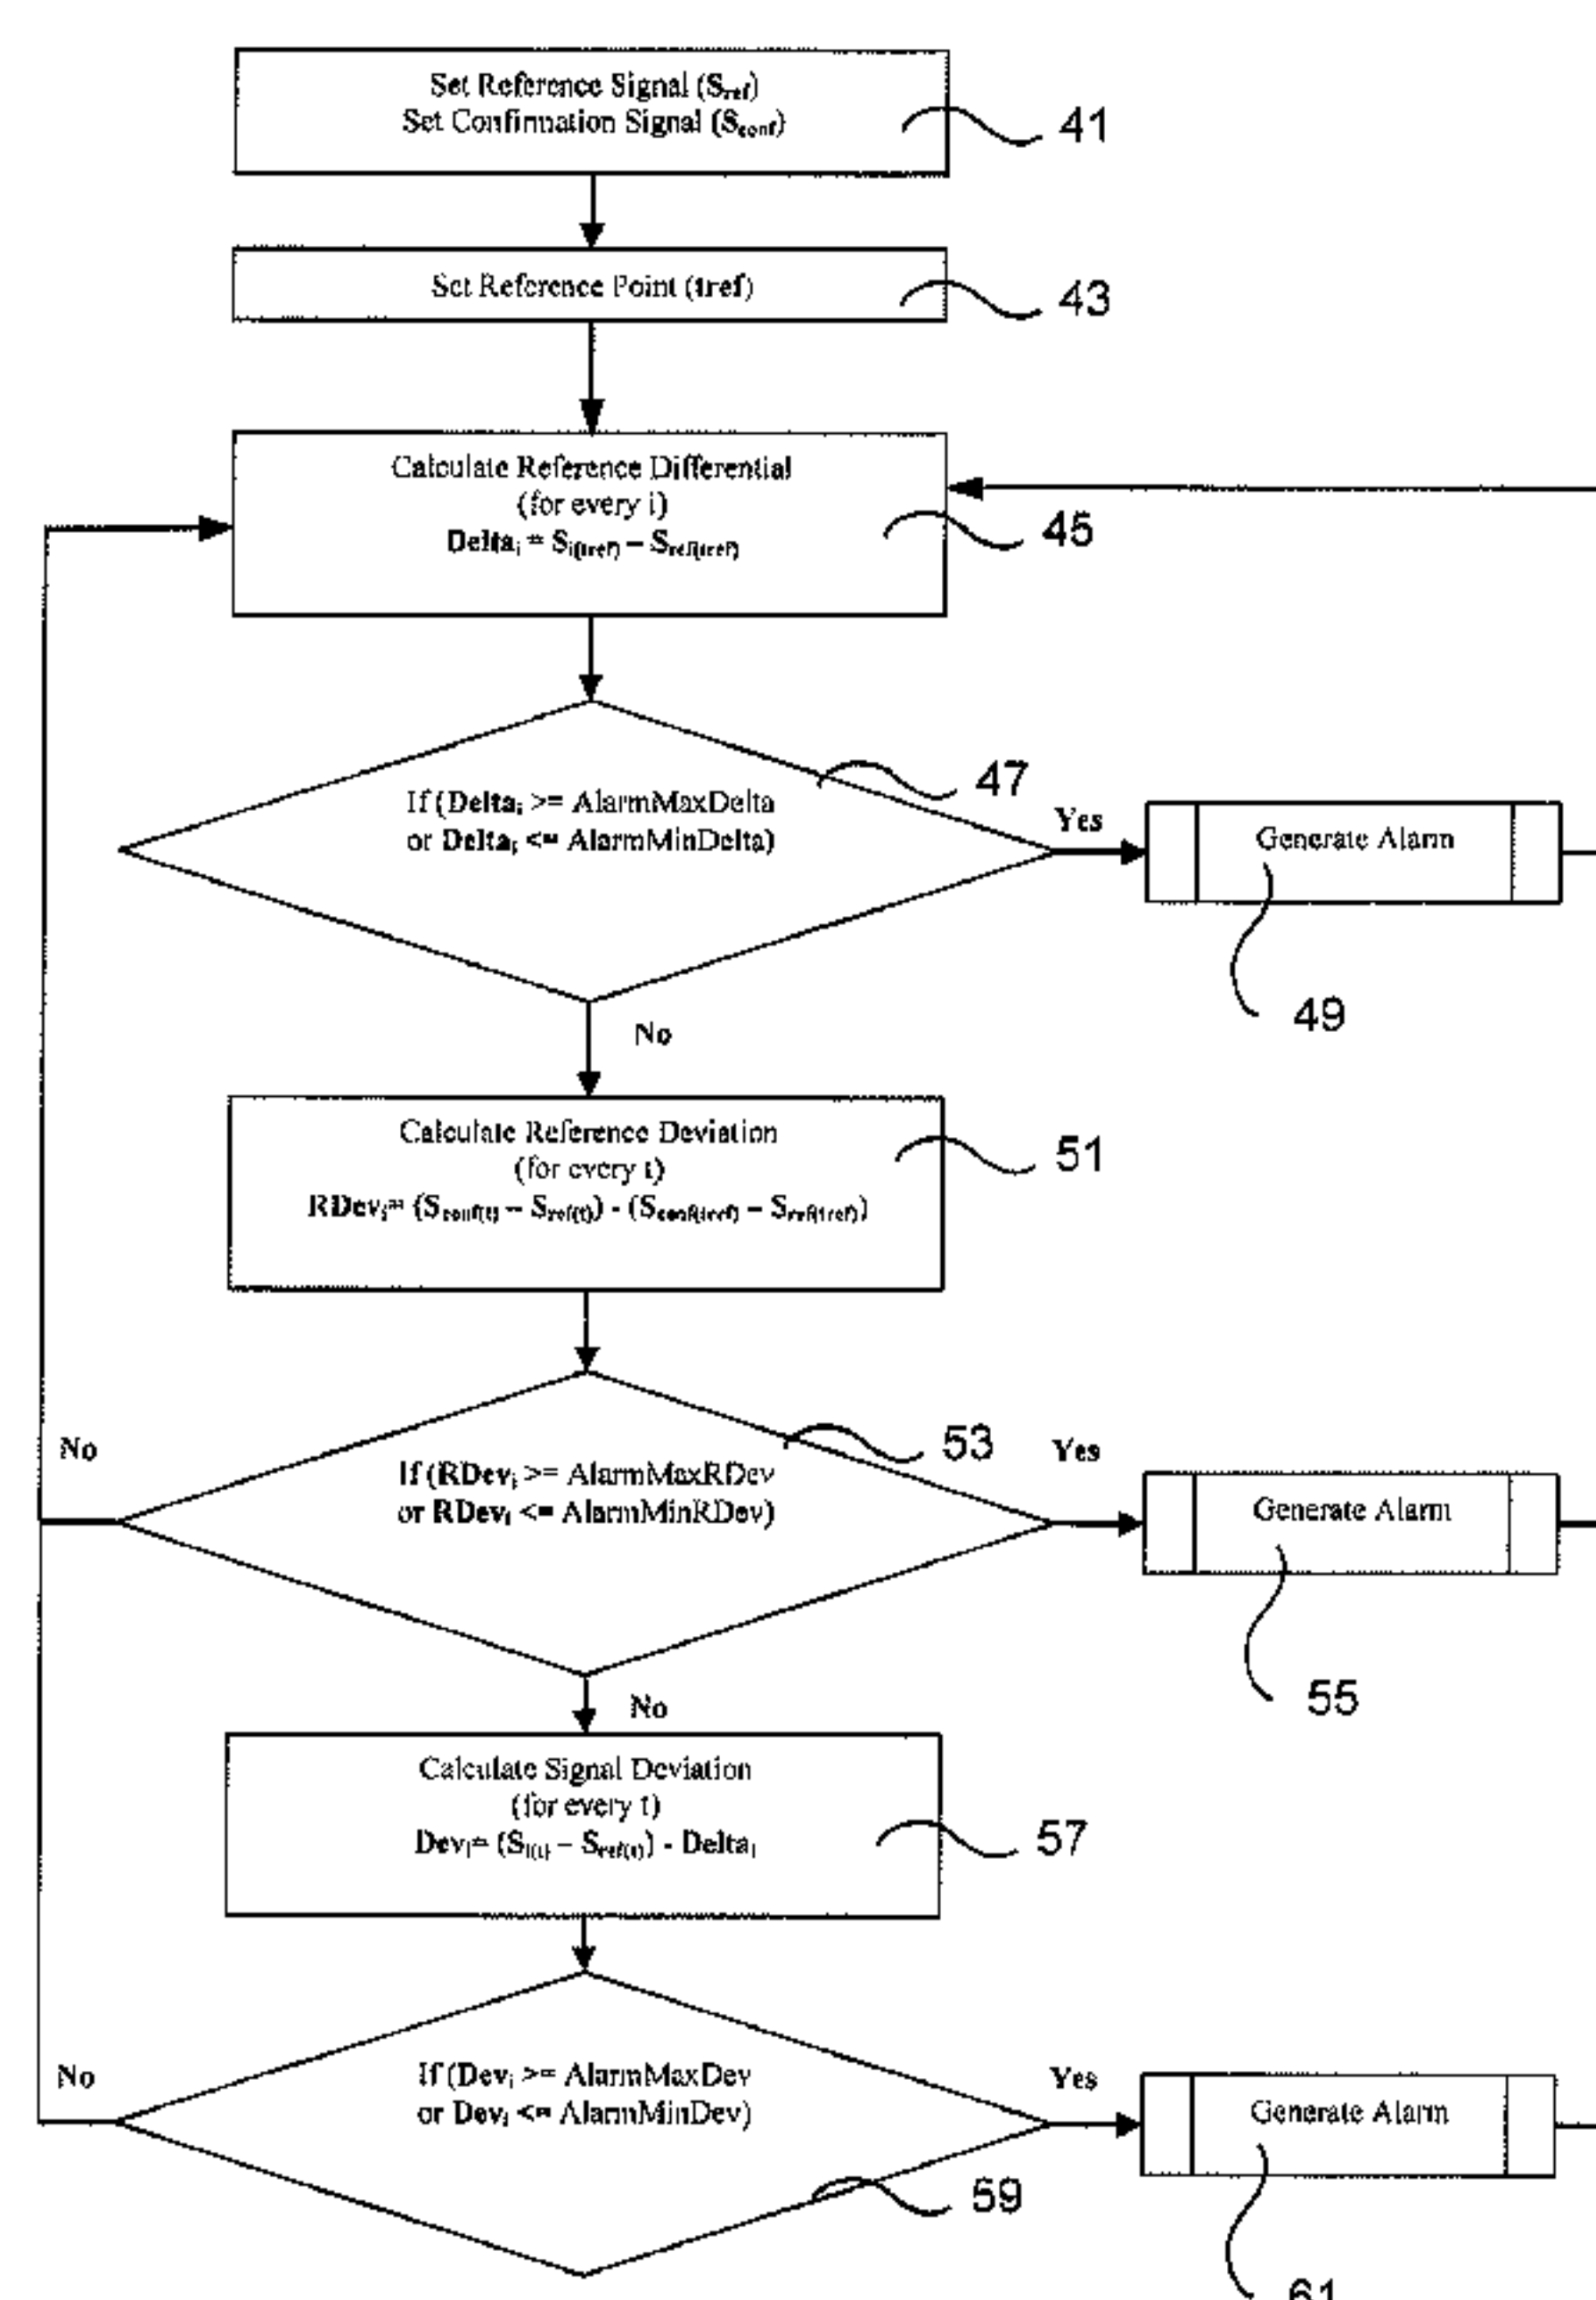 Set Reference Signal (Sref)
Set Confirmation Signal (Sconf)
41
Set Reference Point (tref)
43
Calculate Reference Differential
(for every i)
Deltai = Si(tref) – Sref(tref)
45
If (Deltai >= AlarmMaxDelta
or Deltai <= AlarmMinDelta)
47
Yes
Generate Alarm
49
No
Calculate Reference Deviation
(for every t)
RDevi= (Sconf(t) – Sref(t)) - (Sconf(tref) – Sref(tref))
51
No
If (RDevi >= AlarmMaxRDev
or RDevi <= AlarmMinRDev)
53
Yes
Generate Alarm
55
No
Calculate Signal Deviation
(for every t)
Devi= (Si(t) – Sref(t)) - Deltai
57
No
If (Devi >= AlarmMaxDev
or Devi <= AlarmMinDev)
59
Yes
Generate Alarm
61